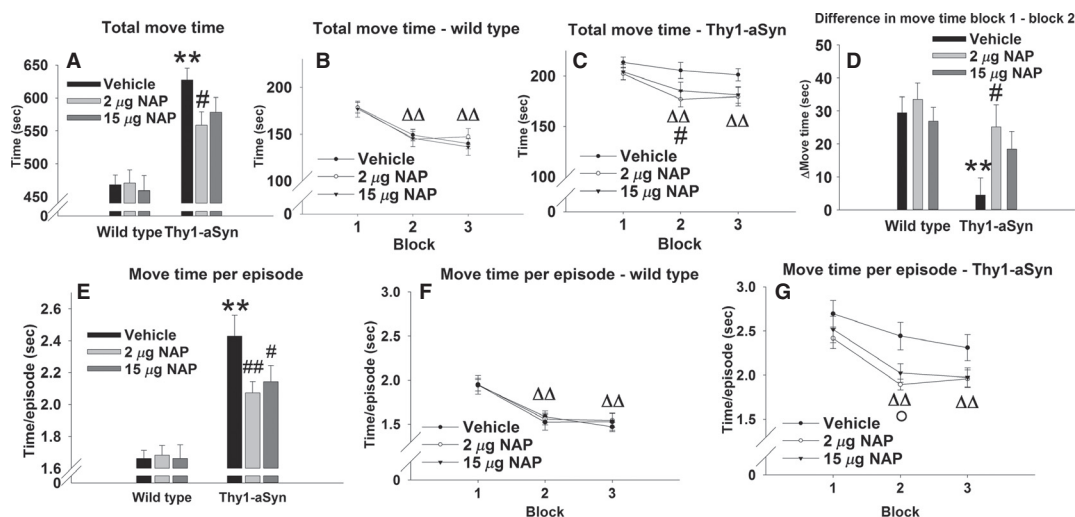 Total move time
A
Time (sec)
650
600
550
500
450
0
**
#
Vehicle
2 μg NAP
15 μg NAP
Wild type Thy1-aSyn
Total move time - wild type
B
Time (sec)
200
150
100
0
ΔΔ ΔΔ
Vehicle
2 μg NAP
15 μg NAP
1 2 3
Block
Total move time - Thy1-aSyn
C
Time (sec)
200
150
100
0
ΔΔ ΔΔ
#
Vehicle
2 μg NAP
15 μg NAP
1 2 3
Block
Difference in move time block 1 - block 2
D
ΔMove time (sec)
50
40
30
20
10
0
Vehicle
2 μg NAP
15 μg NAP
#
**
Wild type Thy1-aSyn
Move time per episode
E
Time/episode (sec)
2.6
2.4
2.2
2.0
1.8
1.6
0
**
## #
Vehicle
2 μg NAP
15 μg NAP
Wild type Thy1-aSyn
Move time per episode - wild type
F
Time/episode (sec)
3.0
2.5
2.0
1.5
0
ΔΔ ΔΔ
Vehicle
2 μg NAP
15 μg NAP
1 2 3
Block
Move time per episode - Thy1-aSyn
G
Time/episode (sec)
3.0
2.5
2.0
1.5
0
ΔΔ ΔΔ
Vehicle
2 μg NAP
15 μg NAP
1 2 3
Block